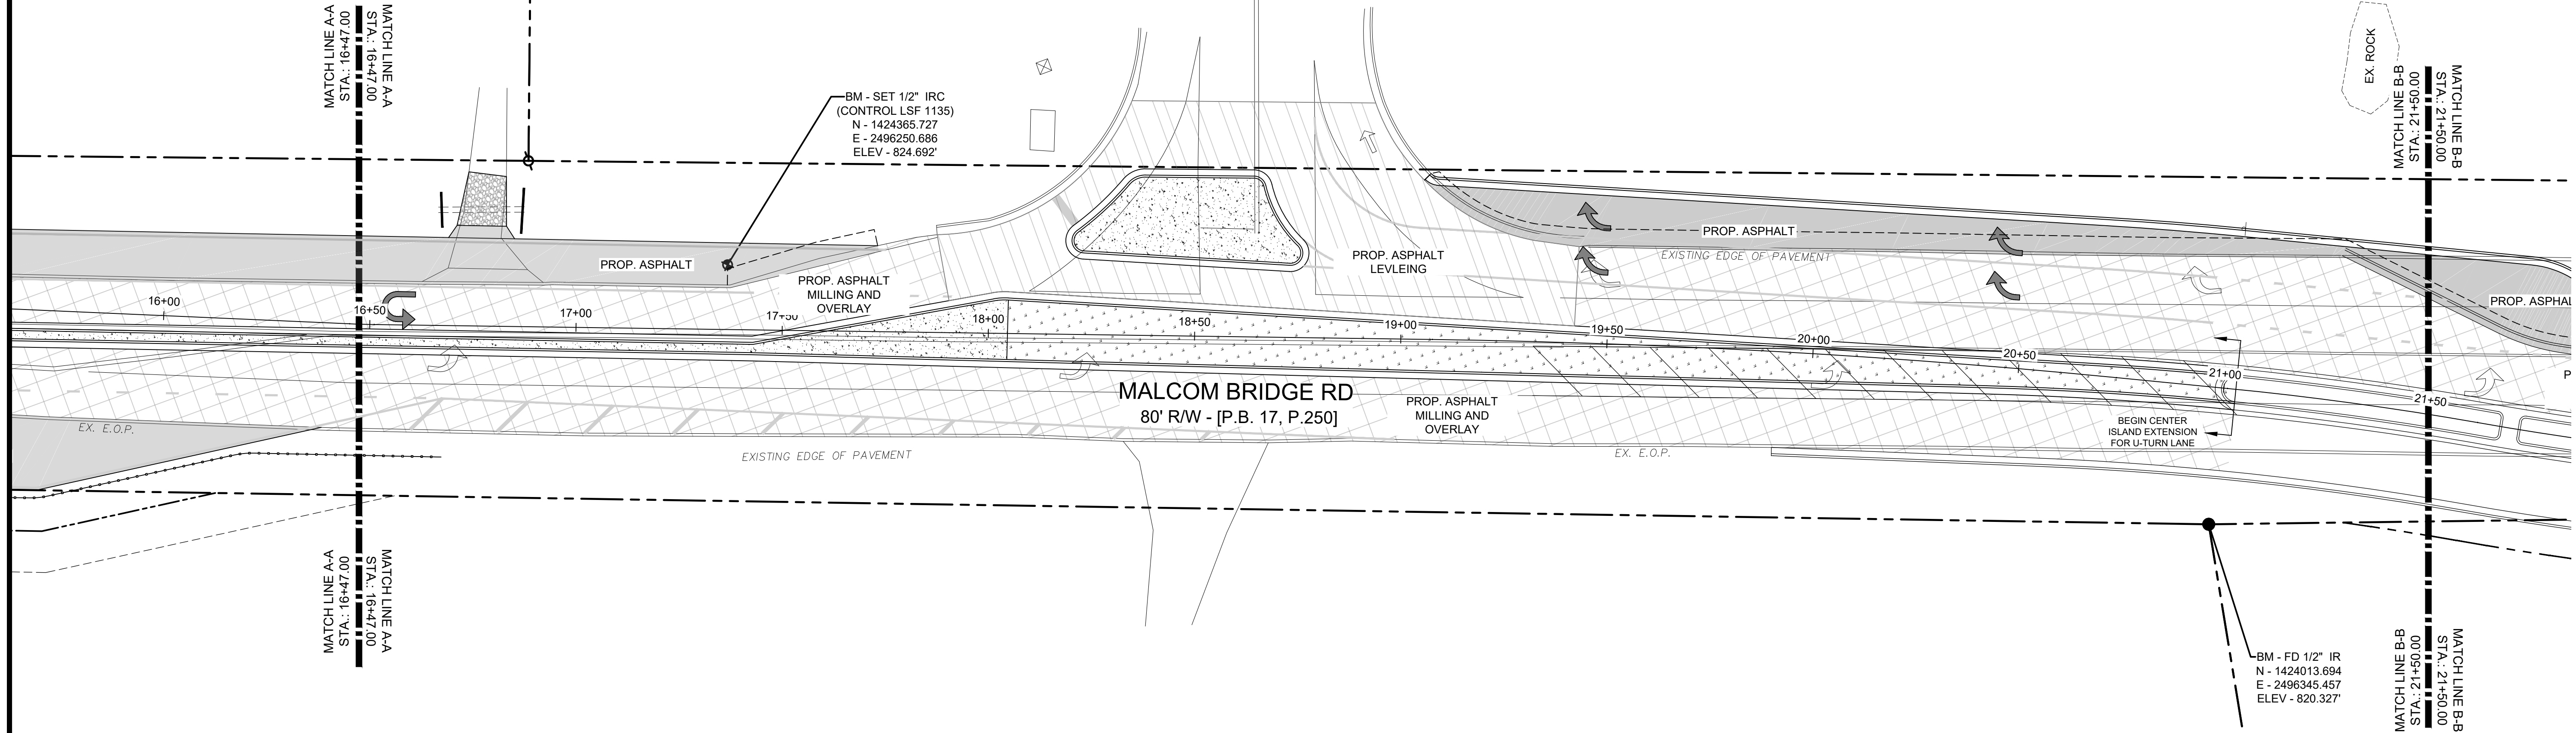 MATCH LINE A-A
STA.: 16+47.00
MATCH LINE A-A
STA.: 16+47.00
BM - SET 1/2" IRC
(CONTROL LSF 1135)
N - 1424365.727
E - 2496250.686
ELEV - 824.692'
EX. ROCK
MATCH LINE B-B
STA.: 21+50.00
MATCH LINE B-B
STA.: 21+50.00
PROP. ASPHALT
PROP. ASPHALT
MILLING AND
OVERLAY
PROP. ASPHALT
LEVLEING
PROP. ASPHALT
EXISTING EDGE OF PAVEMENT
PROP. ASPHAL
16+00
16+50
17+00
17+50
18+00
18+50
19+00
19+50
20+00
20+50
21+00
21+50
P
MALCOM BRIDGE RD
80' R/W - [P.B. 17, P.250]
PROP. ASPHALT
MILLING AND
OVERLAY
BEGIN CENTER
ISLAND EXTENSION
FOR U-TURN LANE
EX. E.O.P.
EXISTING EDGE OF PAVEMENT
EX. E.O.P.
MATCH LINE A-A
STA.: 16+47.00
MATCH LINE A-A
STA.: 16+47.00
BM - FD 1/2" IR
N - 1424013.694
E - 2496345.457
ELEV - 820.327'
MATCH LINE B-B
STA.: 21+50.00
MATCH LINE B-B
STA.: 21+50.00